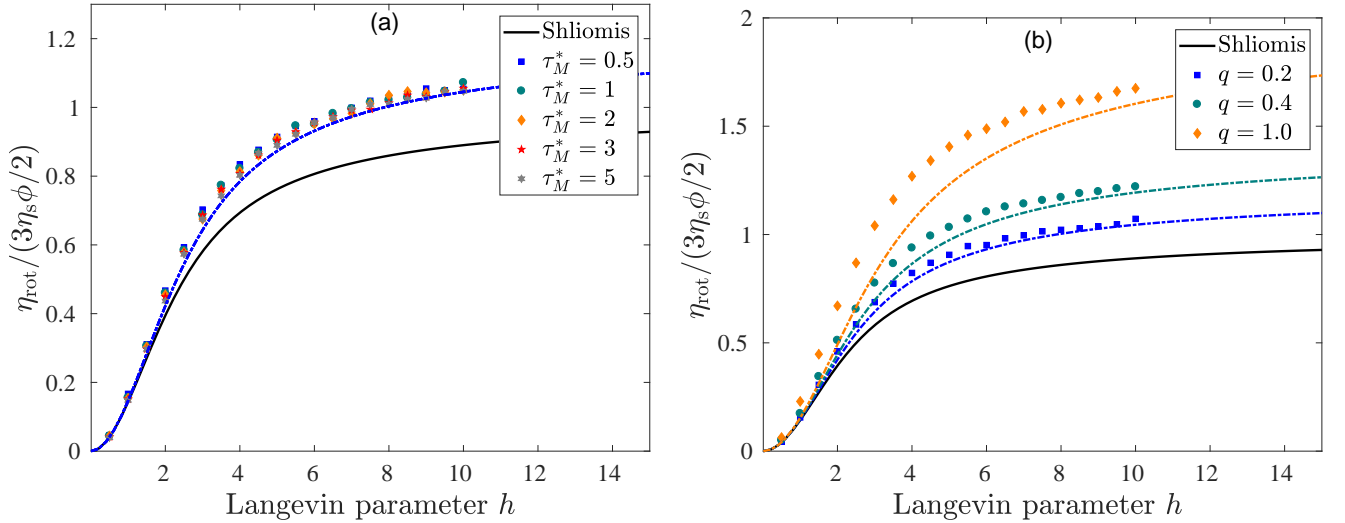 (a)
Shliomis
τ*_M = 0.5
τ*_M = 1
τ*_M = 2
τ*_M = 3
τ*_M = 5
1.2
1
0.8
0.6
0.4
0.2
0
2 4 6 8 10 12 14
Langevin parameter h
η_rot/(3η_sϕ/2)
(b)
Shliomis
q = 0.2
q = 0.4
q = 1.0
2
1.5
1
0.5
0
2 4 6 8 10 12 14
Langevin parameter h
η_rot/(3η_sϕ/2)